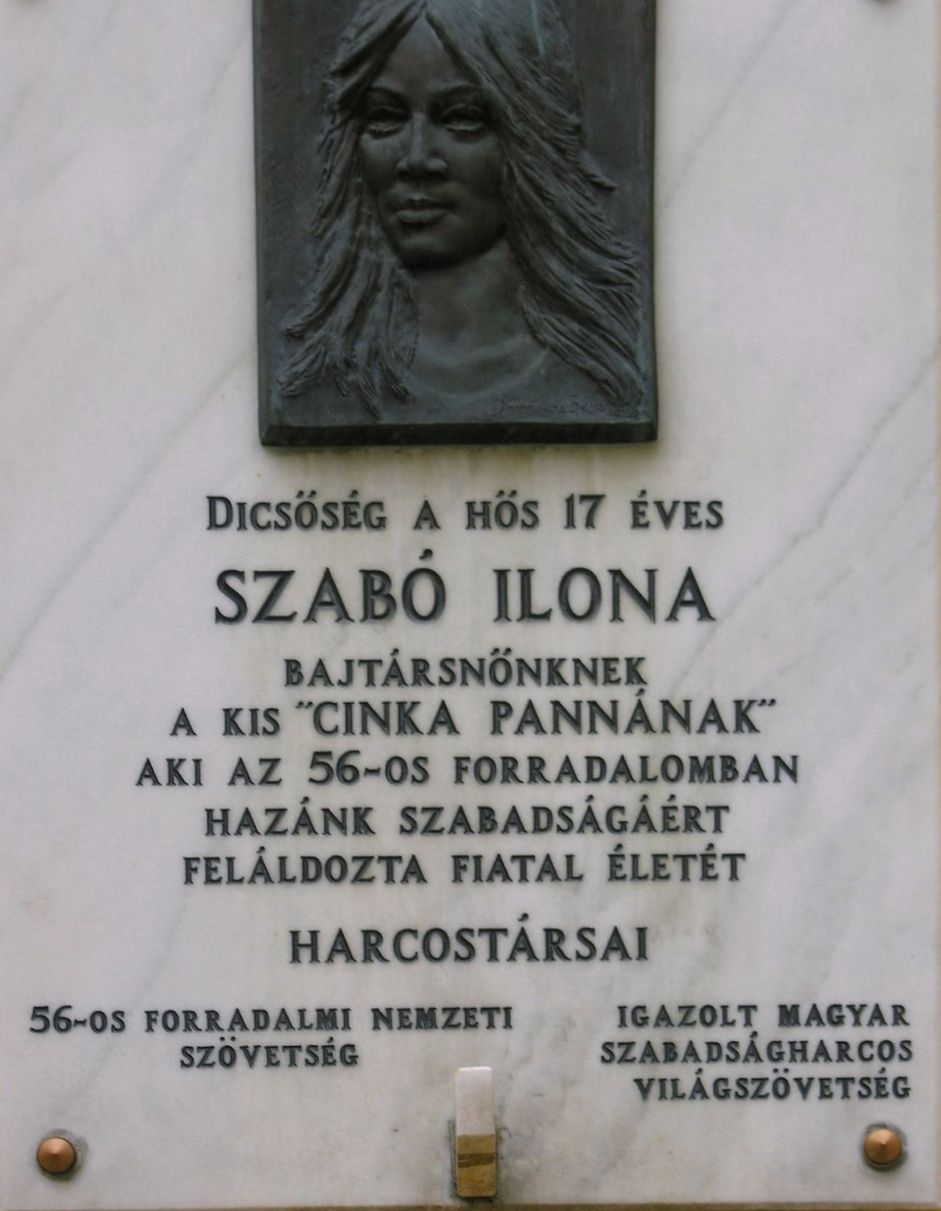 Dicsőség a hős 17 éves
SZABÓ ILONA
BAJTÁRSNŐNKNEK
A KIS "CINKA PANNÁNAK"
AKI AZ 56-OS FORRADALOMBAN
HAZÁNK SZABADSÁGÁÉRT
FELÁLDOZTA FIATAL ÉLETÉT
HARCOSTÁRSAI
56-OS FORRADALMI NEMZETI
SZÖVETSÉG
IGAZOLT MAGYAR
SZABADSÁGHARCOS
VILÁGSZÖVETSÉG